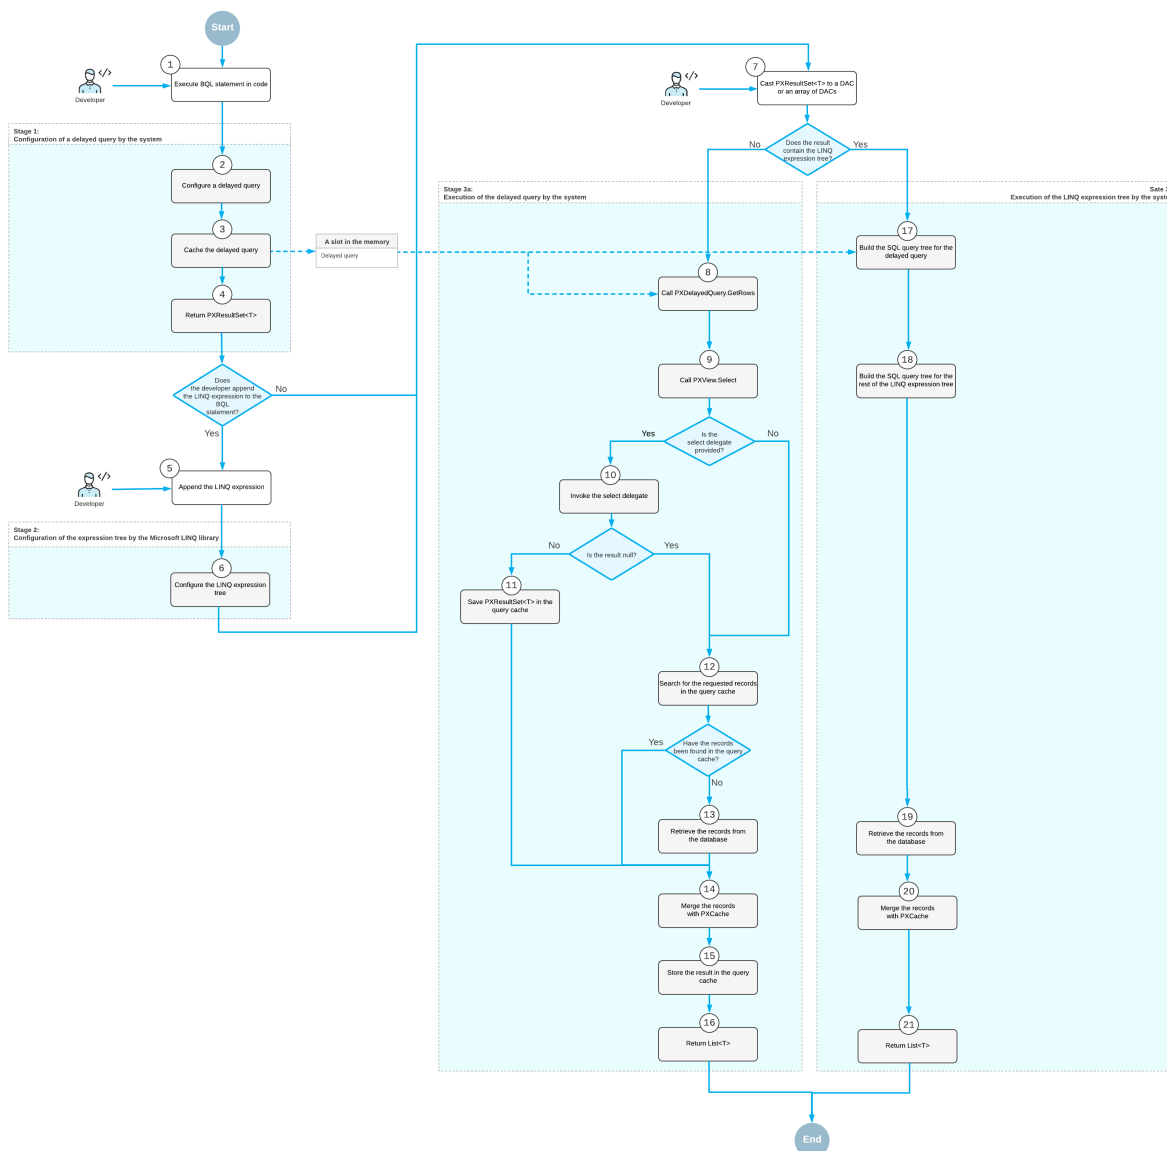 Start
1
Execute BQL statement in code
Developer
Stage 1:
Configuration of a delayed query by the system
2
Configure a delayed query
3
Cache the delayed query
A slot in the memory
Delayed query
4
Return PXResultSet<T>
Does
the developer append
the LINQ expression to the
BQL
statement?
No
Yes
5
Append the LINQ expression
Developer
Stage 2:
Configuration of the expression tree by the Microsoft LINQ library
6
Configure the LINQ expression
tree
7
Cast PXResultSet<T> to a DAC
or an array of DACs
Developer
Does the result
contain the LINQ
expression tree?
No
Yes
Stage 3a:
Execution of the delayed query by the system
8
Call PXDelayedQuery.GetRows
9
Call PXView.Select
Is the
select delegate
provided?
Yes
No
10
Invoke the select delegate
Is the result null?
No
Yes
11
Save PXResultSet<T> in the
query cache
12
Search for the requested records
in the query cache
Have the records
been found in the query
cache?
Yes
No
13
Retrieve the records from
the database
14
Merge the records
with PXCache
15
Store the result in the query
cache
16
Return List<T>
Sate 3
Execution of the LINQ expression tree by the syste
17
Build the SQL query tree for the
delayed query
18
Build the SQL query tree for the
rest of the LINQ expression tree
19
Retrieve the records from
the database
20
Merge the records
with PXCache
21
Return List<T>
End